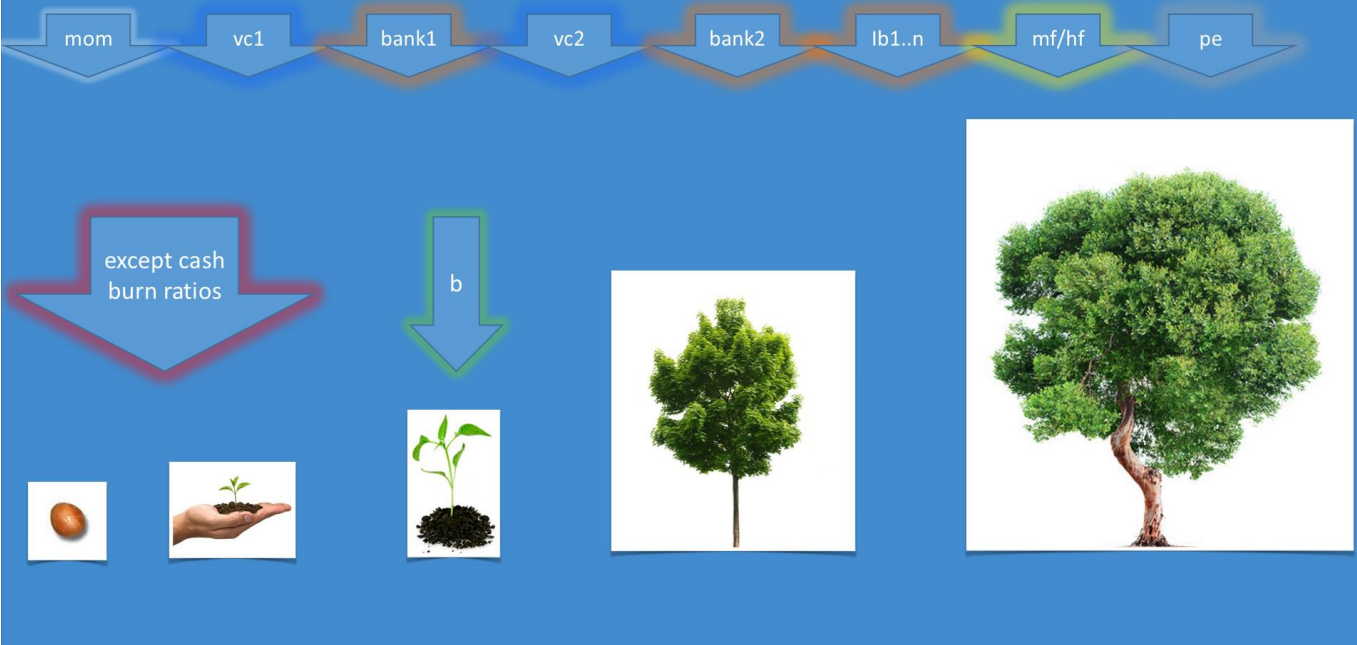 mom
vc1
bank1
vc2
bank2
Ib1..n
mf/hf
pe
except cash
burn ratios
b